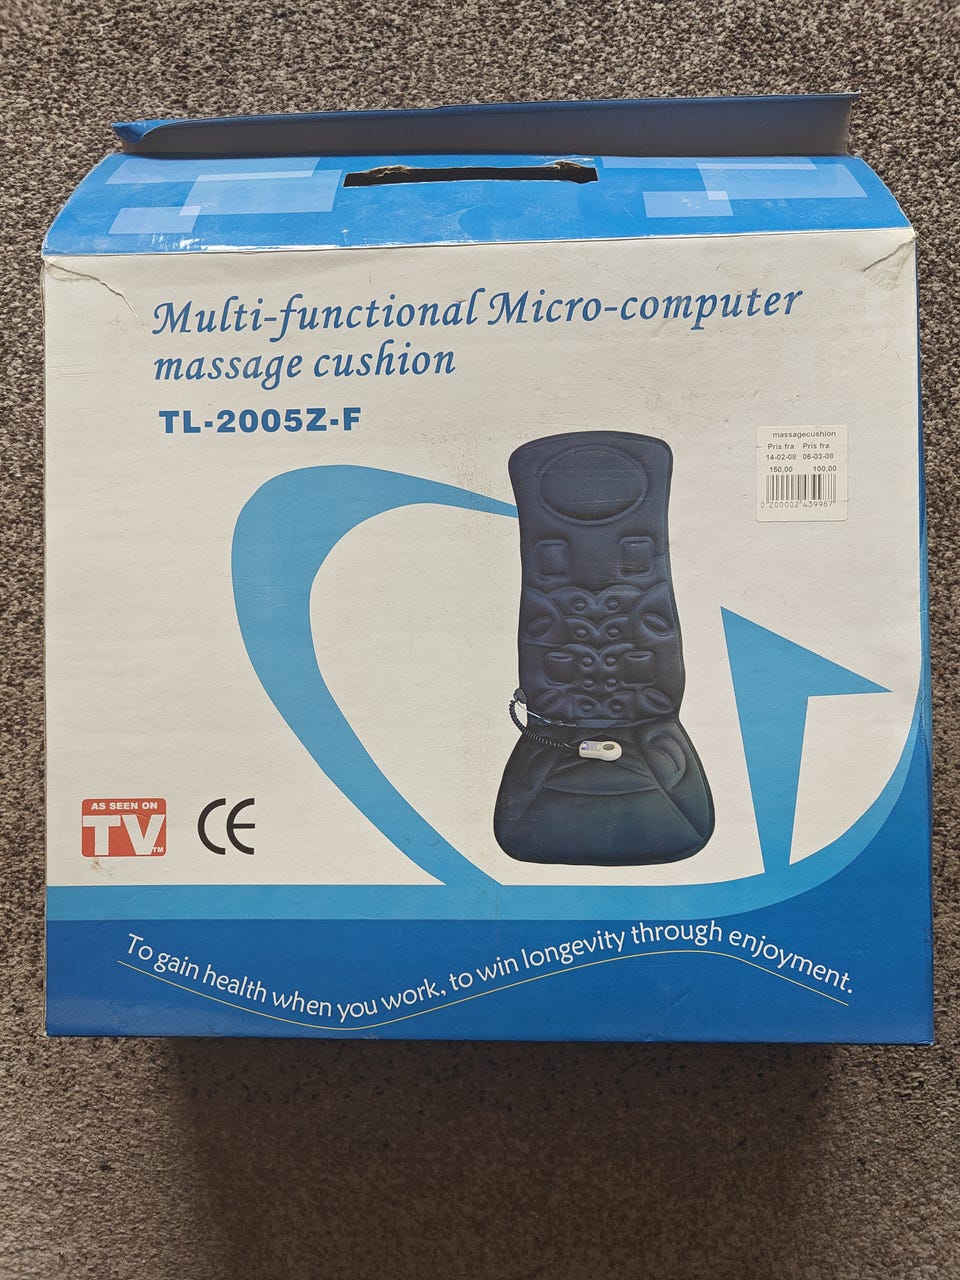 Multi-functional Micro-computer
massage cushion
TL-2005Z-F
massagecushion
Pris fra Pris fra
14-02-08 06-03-08
150,00 100,00
0 200002 439987
AS SEEN ON
TV™
CE
To gain health when you work, to win longevity through enjoyment.